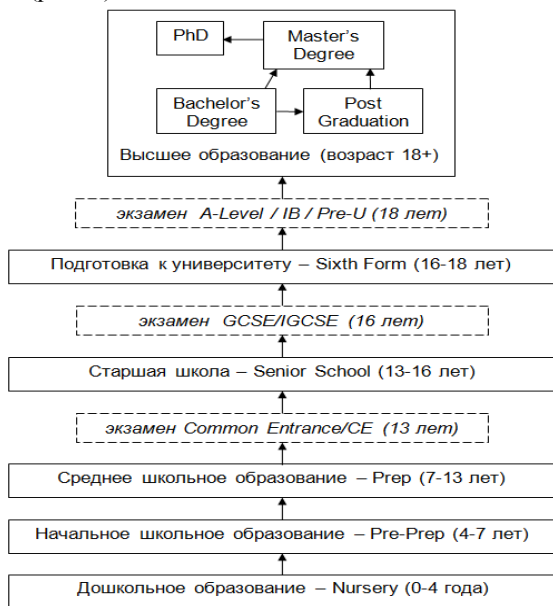 PhD
Master's
Degree
Bachelor's
Degree
Post
Graduation
Высшее образование (возраст 18+)
экзамен A-Level / IB / Pre-U (18 лет)
Подготовка к университету – Sixth Form (16-18 лет)
экзамен GCSE/IGCSE (16 лет)
Старшая школа – Senior School (13-16 лет)
экзамен Common Entrance/CE (13 лет)
Среднее школьное образование – Prep (7-13 лет)
Начальное школьное образование – Pre-Prep (4-7 лет)
Дошкольное образование – Nursery (0-4 года)